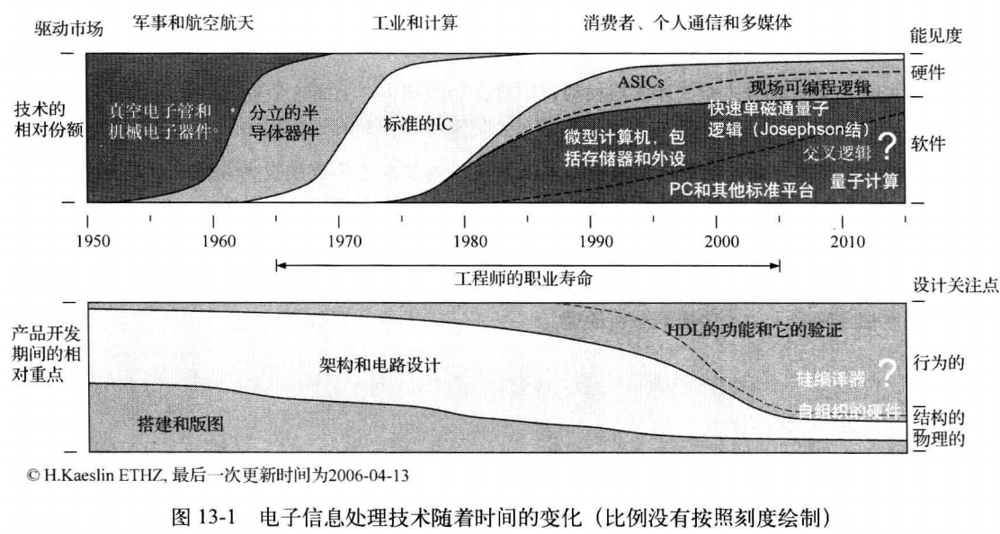 驱动市场
军事和航空航天
工业和计算
消费者、个人通信和多媒体
能见度
硬件
软件
技术的
相对份额
真空电子管和
机械电子器件
分立的半
导体器件
标准的IC
ASICs
现场可编程逻辑
微型计算机,包
括存储器和外设
快速单磁通量子
逻辑(Josephson结)
交叉逻辑
?
量子计算
PC和其他标准平台
1950
1960
1970
1980
1990
2000
2010
工程师的职业寿命
设计关注点
产品开发
期间的相
对重点
HDL的功能和它的验证
架构和电路设计
硅编译器
?
自组织的硬件
搭建和版图
行为的
结构的
物理的
© H.Kaeslin ETHZ, 最后一次更新时间为2006-04-13
图 13-1 电子信息处理技术随着时间的变化(比例没有按照刻度绘制)